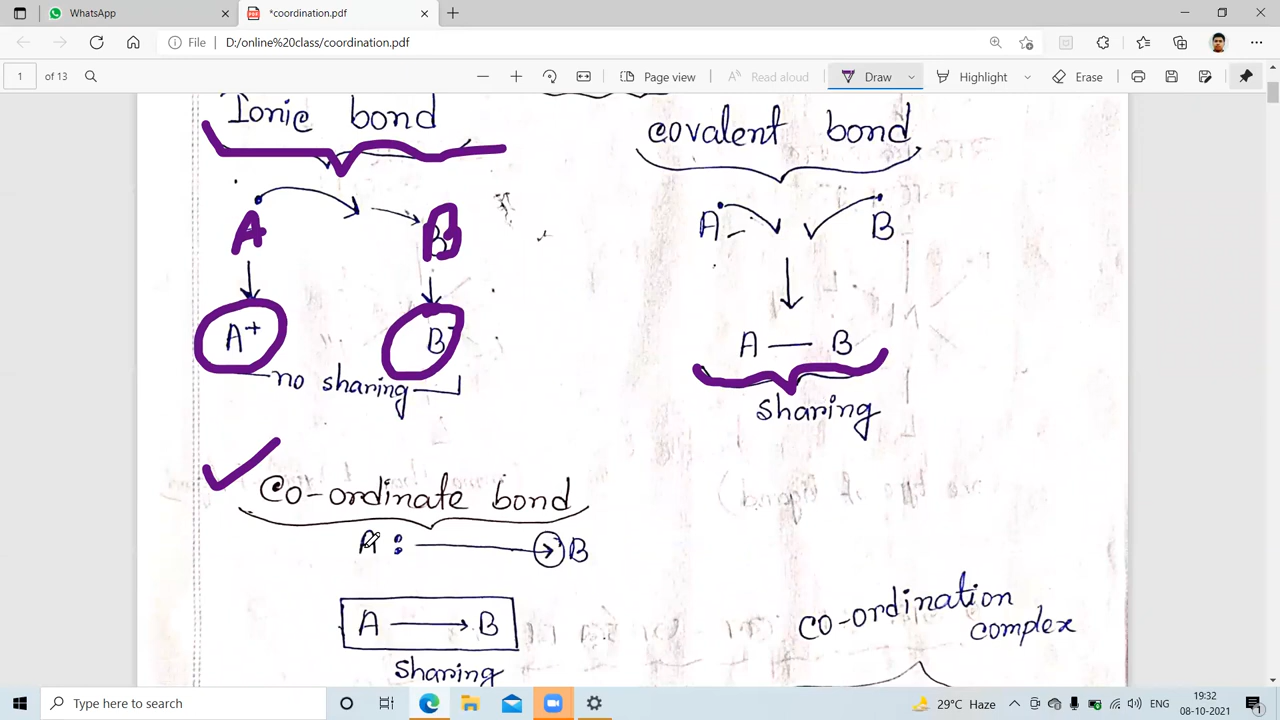 WhatsApp
*coordination.pdf
File D:/online%20class/coordination.pdf
1 of 13
Page view
Read aloud
Draw
Highlight
Erase
Ionic bond
covalent bond
A B
A B
A+ B-
A — B
no sharing
sharing
Co-ordinate bond
A : → B
A → B
sharing
co-ordination
complex
Type here to search
29°C Haze
19:32
08-10-2021
1